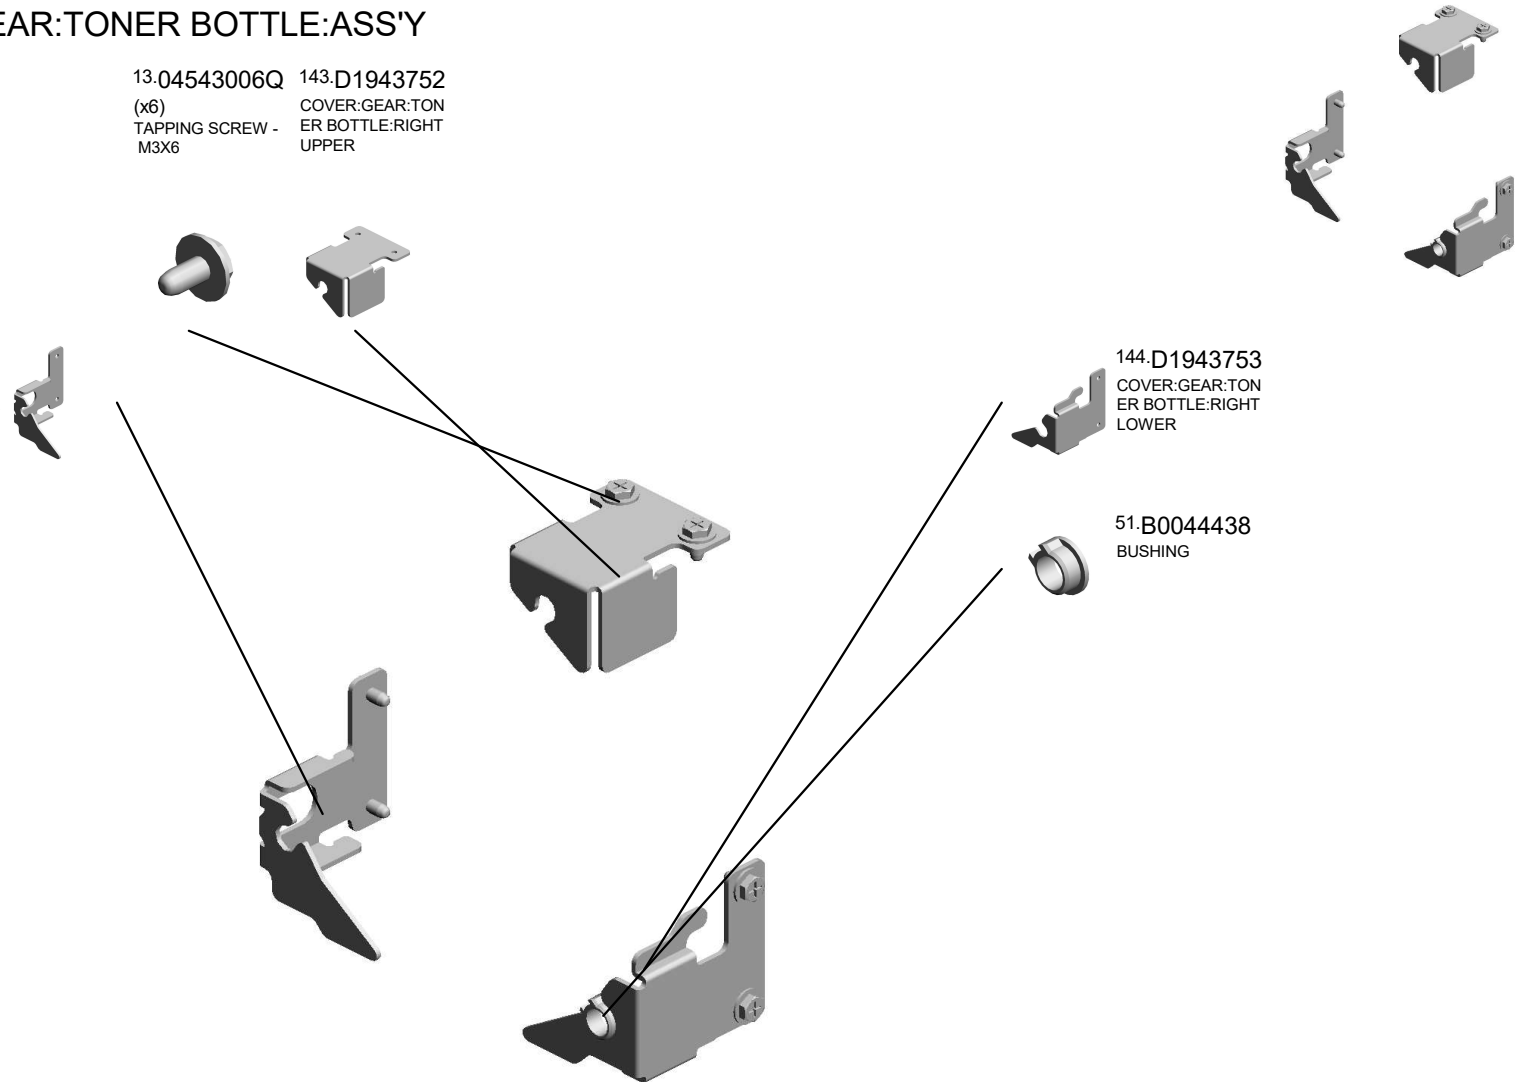 EAR:TONER BOTTLE:ASS'Y
13.04543006Q
(x6)
TAPPING SCREW -
M3X6
143.D1943752
COVER:GEAR:TON
ER BOTTLE:RIGHT
UPPER
144.D1943753
COVER:GEAR:TON
ER BOTTLE:RIGHT
LOWER
51.B0044438
BUSHING